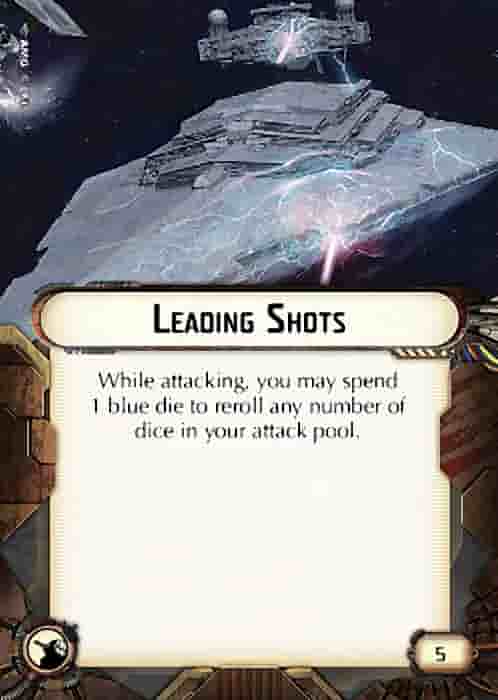 Leading Shots
While attacking, you may spend
1 blue die to reroll any number of
dice in your attack pool.
5